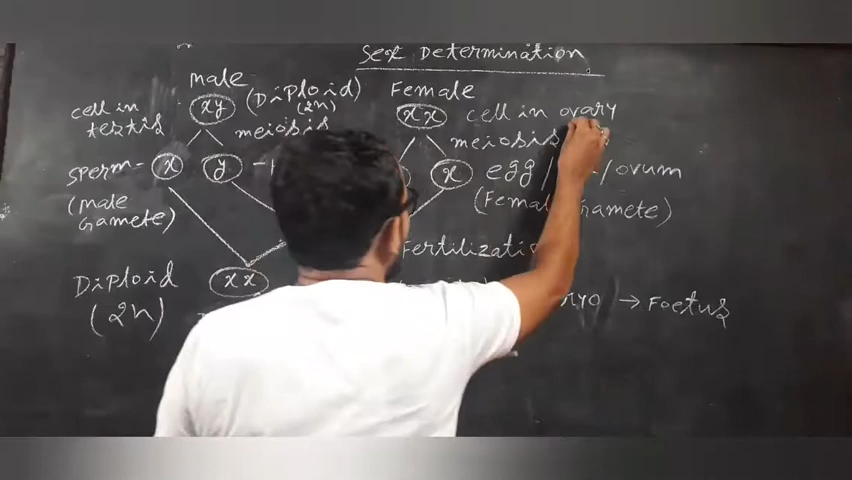 Sex Determination
male Female
cell in xy (Diploid) xx cell in ovary
testis (2n)
meiosis meiosis
sperm- x y - x egg / / ovum
(male (Female Gamete)
Gamete)
Fertilization
Diploid xx → Foetus
(2n)